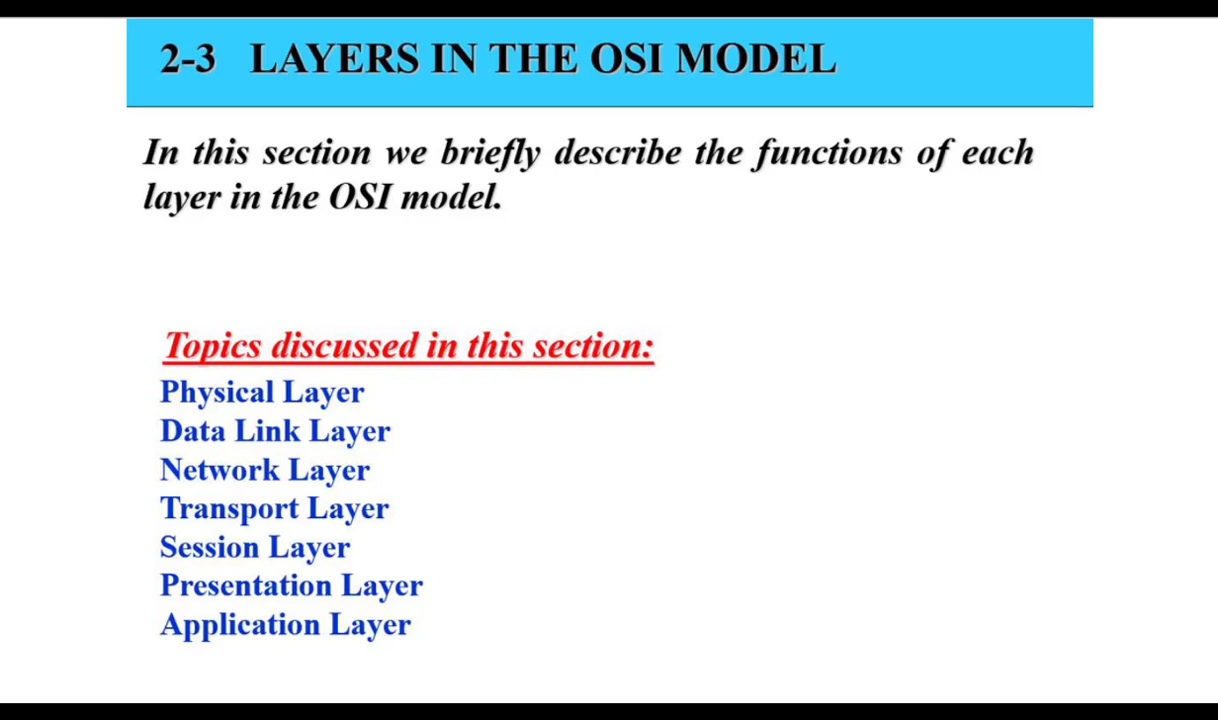 2-3 LAYERS IN THE OSI MODEL
In this section we briefly describe the functions of each
layer in the OSI model.
Topics discussed in this section:
Physical Layer
Data Link Layer
Network Layer
Transport Layer
Session Layer
Presentation Layer
Application Layer